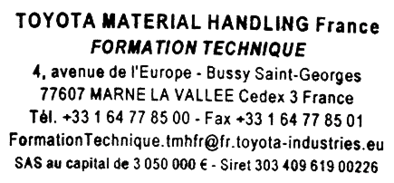 TOYOTA MATERIAL HANDLING France
FORMATION TECHNIQUE
4, avenue de l'Europe - Bussy Saint-Georges
77607 MARNE LA VALLEE Cedex 3 France
Tél. +33 1 64 77 85 00 - Fax +33 1 64 77 85 01
FormationTechnique.tmhfr@fr.toyota-industries.eu
SAS au capital de 3 050 000 € - Siret 303 409 619 00226